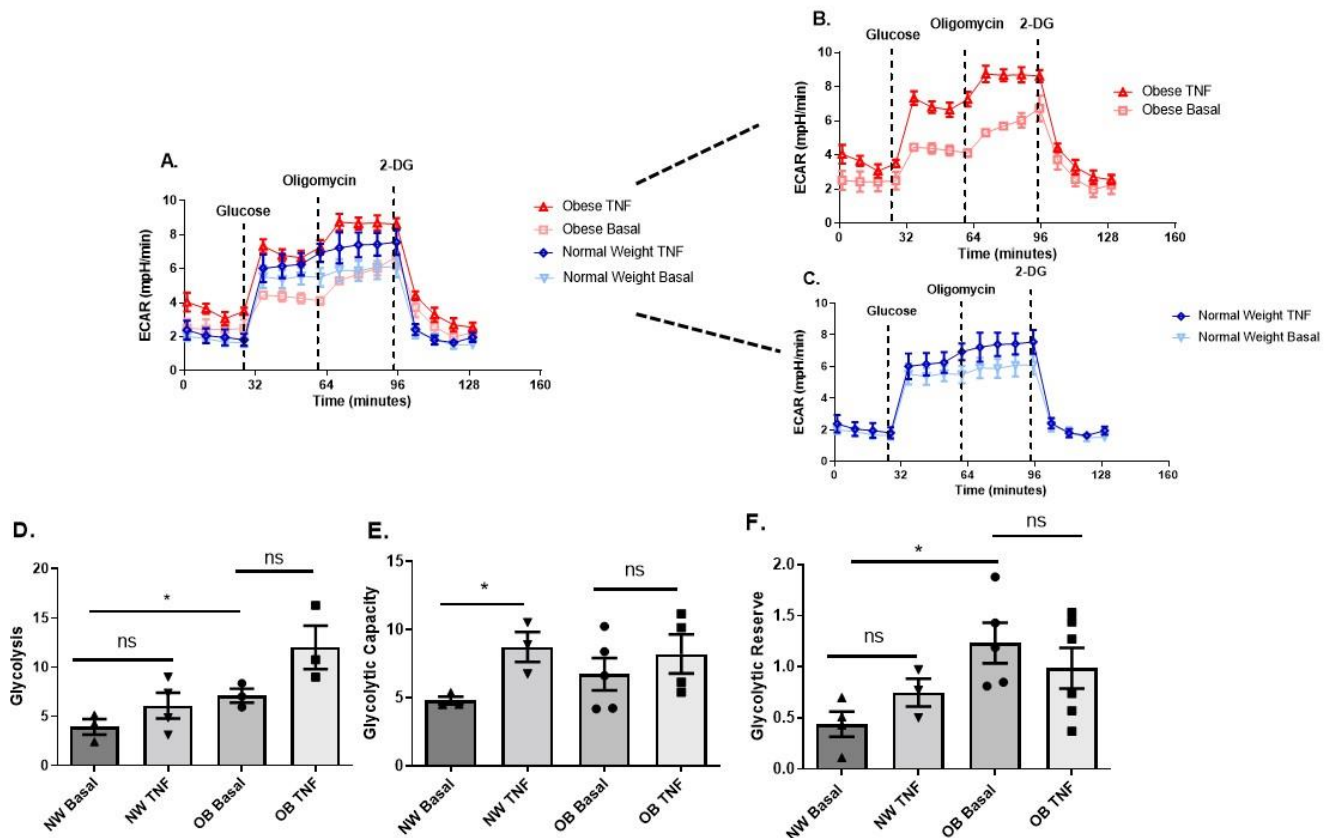 A.
Glucose
Oligomycin
2-DG
ECAR (mpH/min)
10
8
6
4
2
0
0 32 64 96 128 160
Time (minutes)
Obese TNF
Obese Basal
Normal Weight TNF
Normal Weight Basal
B.
Glucose
Oligomycin
2-DG
ECAR (mpH/min)
10
8
6
4
2
0
0 32 64 96 128 160
Time (minutes)
Obese TNF
Obese Basal
C.
Glucose
Oligomycin
2-DG
ECAR (mpH/min)
10
8
6
4
2
0
0 32 64 96 128 160
Time (minutes)
Normal Weight TNF
Normal Weight Basal
D.
Glycolysis
20
15
10
5
0
ns
*
ns
NW Basal
NW TNF
OB Basal
OB TNF
E.
Glycolytic Capacity
15
10
5
0
*
ns
NW Basal
NW TNF
OB Basal
OB TNF
F.
Glycolytic Reserve
2.0
1.5
1.0
0.5
0.0
ns
*
ns
NW Basal
NW TNF
OB Basal
OB TNF